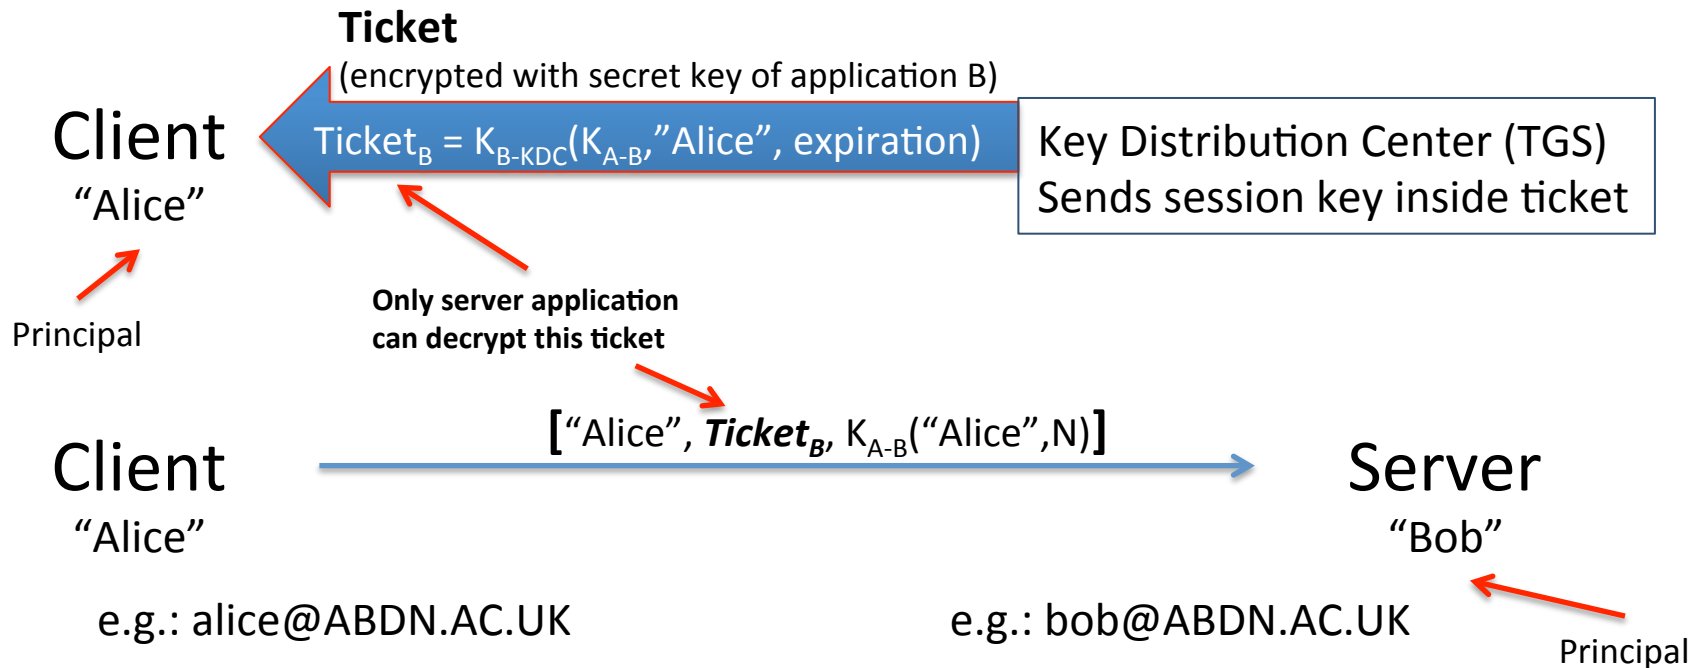 Ticket
(encrypted with secret key of application B)
Client
"Alice"
TicketB = KB-KDC(KA-B,”Alice”, expiration)
Key Distribution Center (TGS)
Sends session key inside ticket
Principal
Only server application
can decrypt this ticket
[“Alice”, TicketB, KA-B(“Alice”,N)]
Client
“Alice”
Server
“Bob”
e.g.: alice@ABDN.AC.UK
e.g.: bob@ABDN.AC.UK
Principal